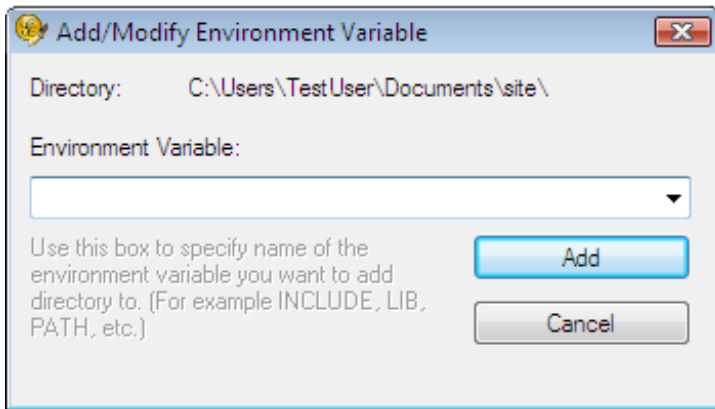 Add/Modify Environment Variable
Directory: C:\Users\TestUser\Documents\site\
Environment Variable:
Use this box to specify name of the
environment variable you want to add
directory to. (For example INCLUDE, LIB,
PATH, etc.)
Add
Cancel